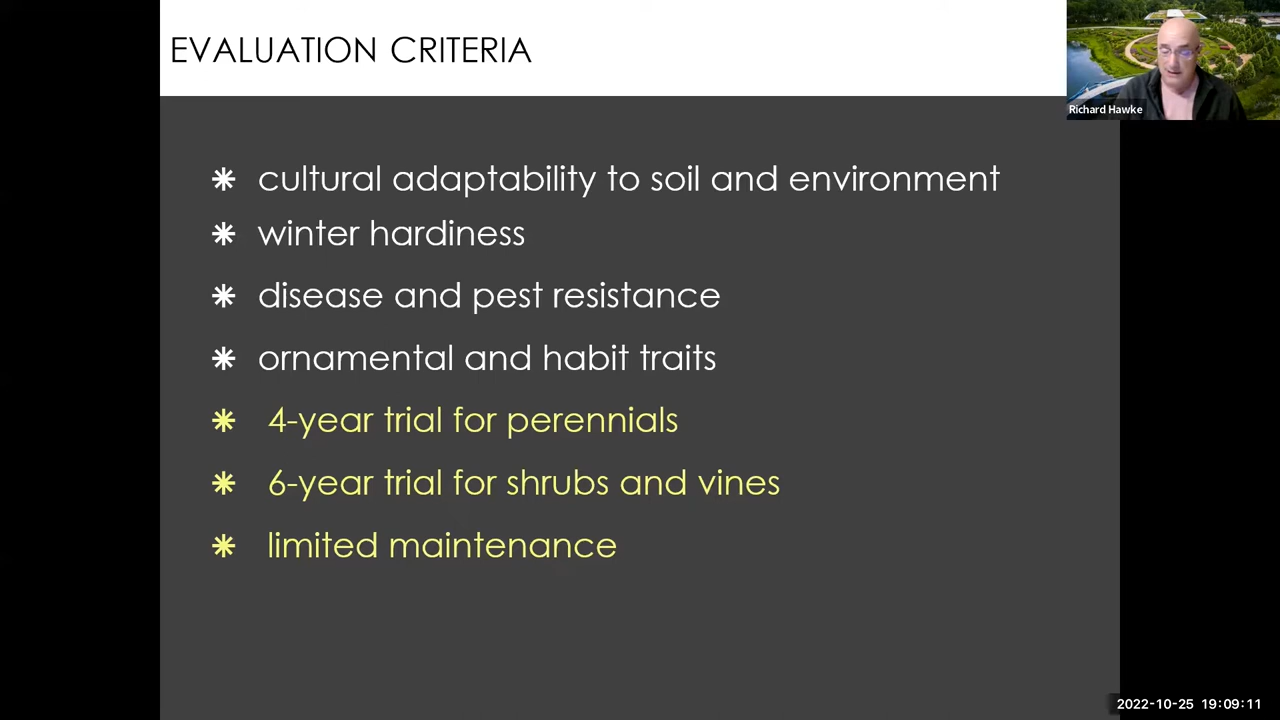 EVALUATION CRITERIA
Richard Hawke
cultural adaptability to soil and environment
winter hardiness
disease and pest resistance
ornamental and habit traits
4-year trial for perennials
6-year trial for shrubs and vines
limited maintenance
2022-10-25 19:09:11